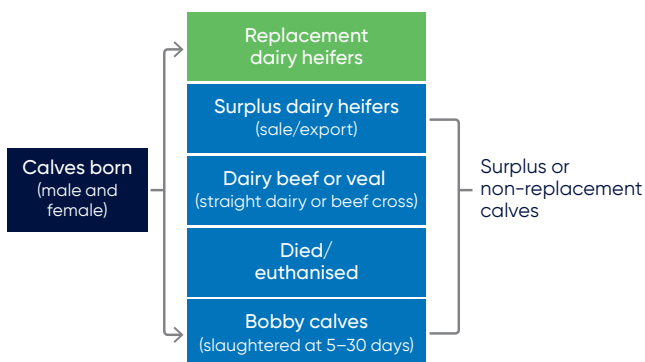 Replacement
dairy heifers
Surplus dairy heifers
(sale/export)
Calves born
(male and
female)
Dairy beef or veal
(straight dairy or beef cross)
Surplus or
non-replacement
calves
Died/
euthanised
Bobby calves
(slaughtered at 5–30 days)